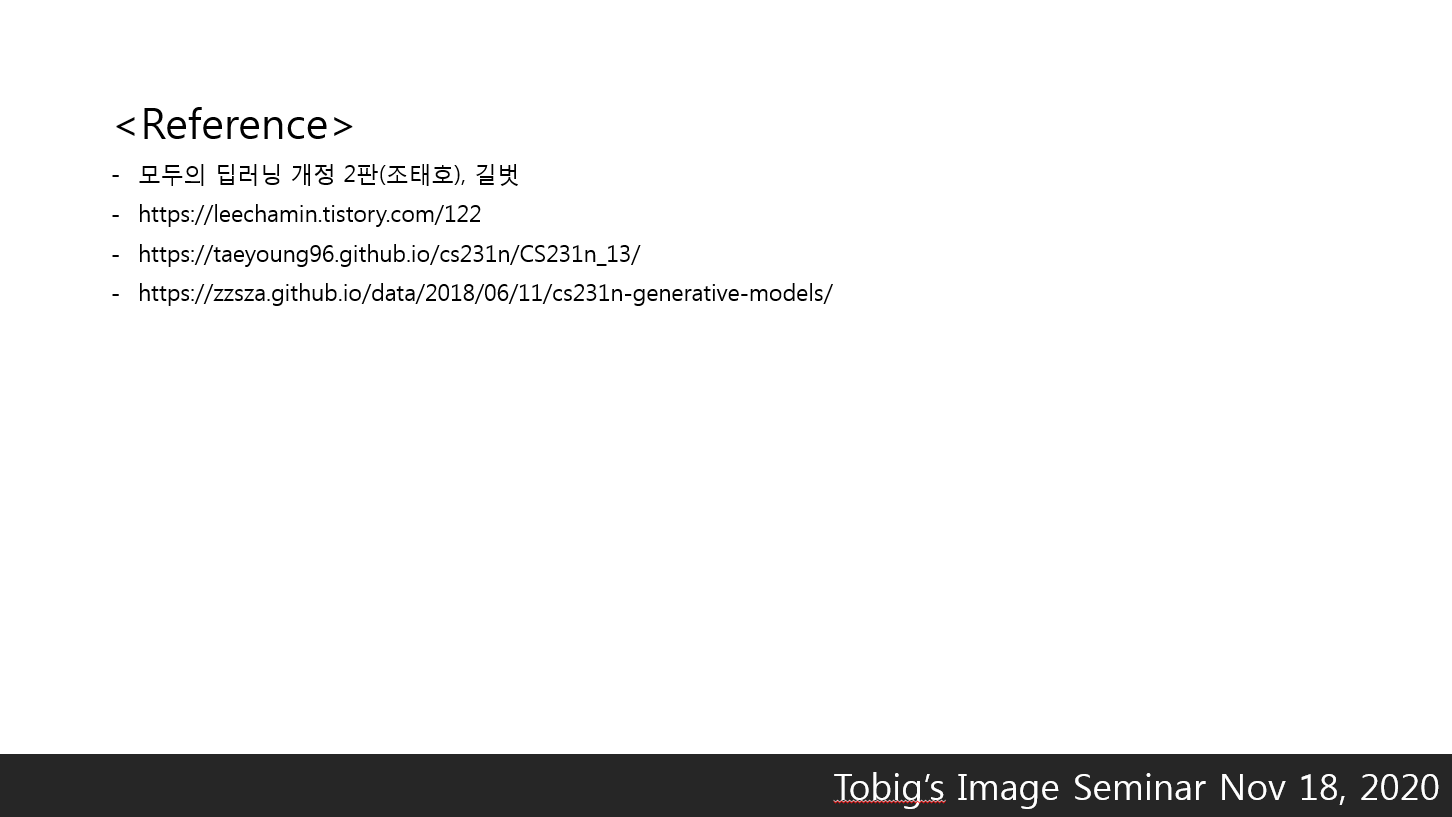 <Reference>
- 모두의 딥러닝 개정 2판(조태호), 길벗
- https://leechamin.tistory.com/122
- https://taeyoung96.github.io/cs231n/CS231n_13/
- https://zzsza.github.io/data/2018/06/11/cs231n-generative-models/
Tobig’s Image Seminar Nov 18, 2020